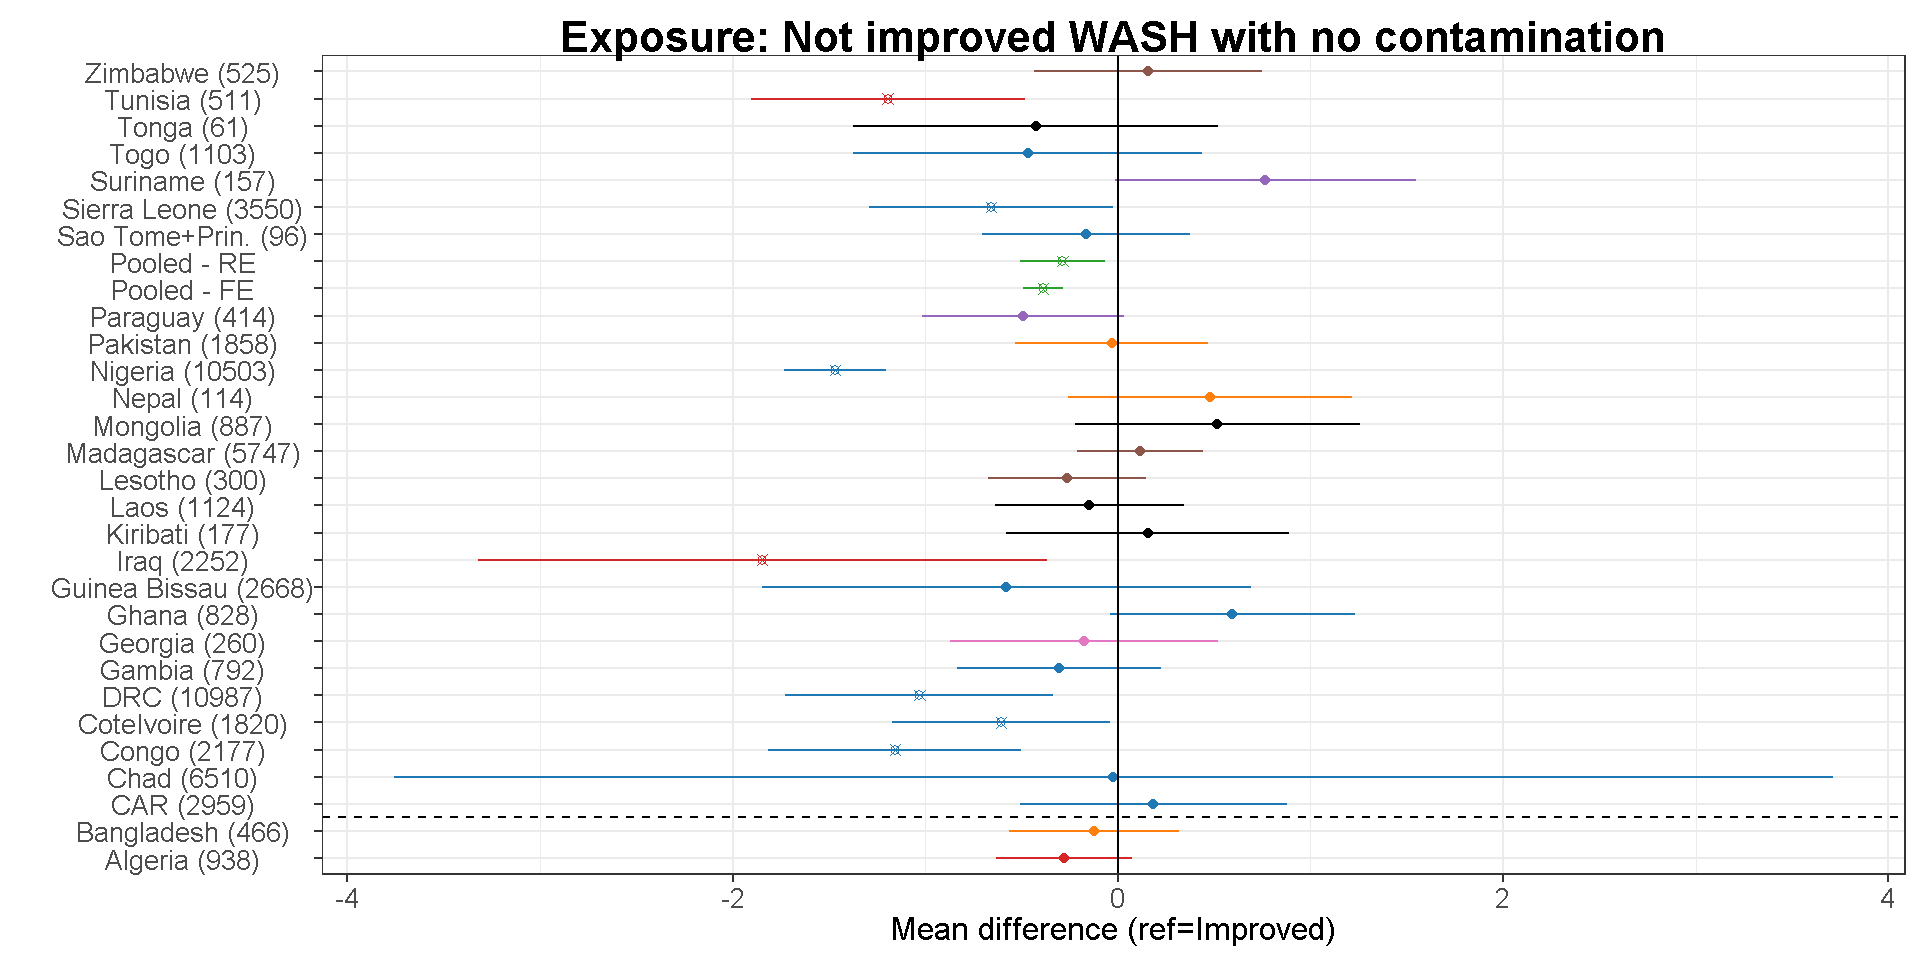 Exposure: Not improved WASH with no contamination
Zimbabwe (525)
Tunisia (511)
Tonga (61)
Togo (1103)
Suriname (157)
Sierra Leone (3550)
Sao Tome+Prin. (96)
Pooled - RE
Pooled - FE
Paraguay (414)
Pakistan (1858)
Nigeria (10503)
Nepal (114)
Mongolia (887)
Madagascar (5747)
Lesotho (300)
Laos (1124)
Kiribati (177)
Iraq (2252)
Guinea Bissau (2668)
Ghana (828)
Georgia (260)
Gambia (792)
DRC (10987)
CoteIvoire (1820)
Congo (2177)
Chad (6510)
CAR (2959)
Bangladesh (466)
Algeria (938)
-4 -2 0 2 4
Mean difference (ref=Improved)